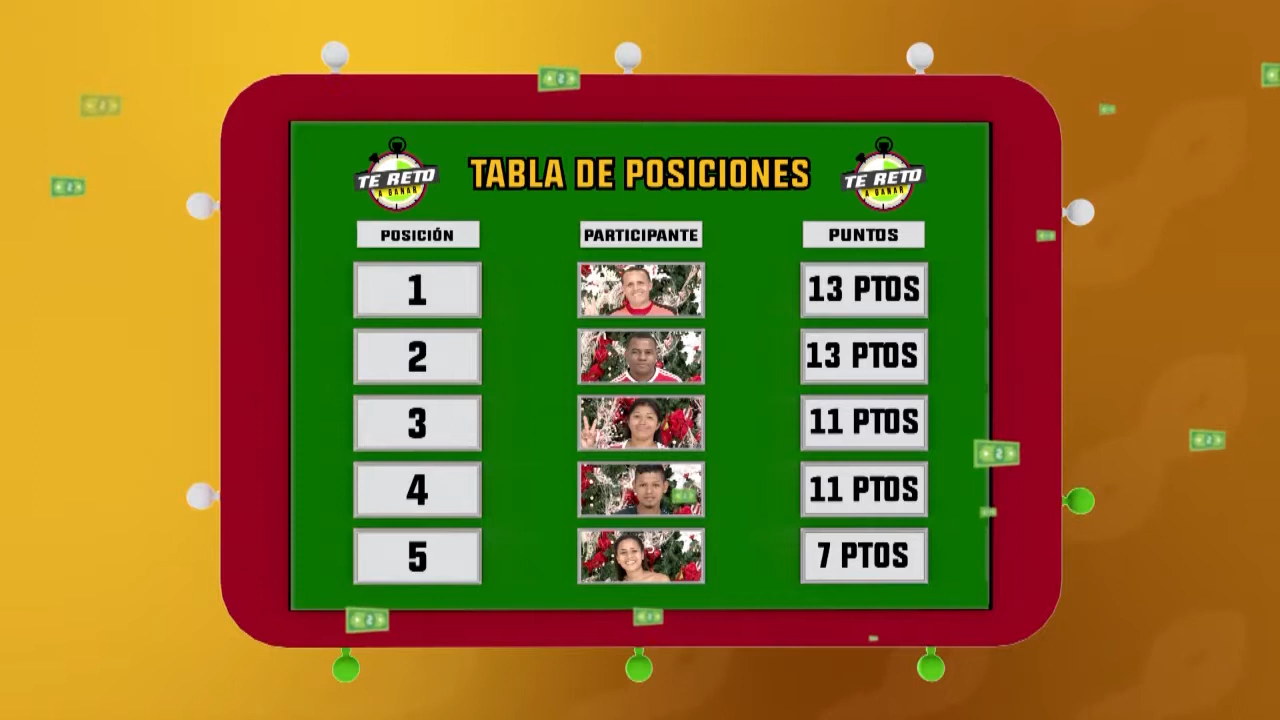 TE RETO
A GANAR
TABLA DE POSICIONES
TE RETO
A GANAR
POSICIÓN PARTICIPANTE PUNTOS
1 13 PTOS
2 13 PTOS
3 11 PTOS
4 11 PTOS
5 7 PTOS